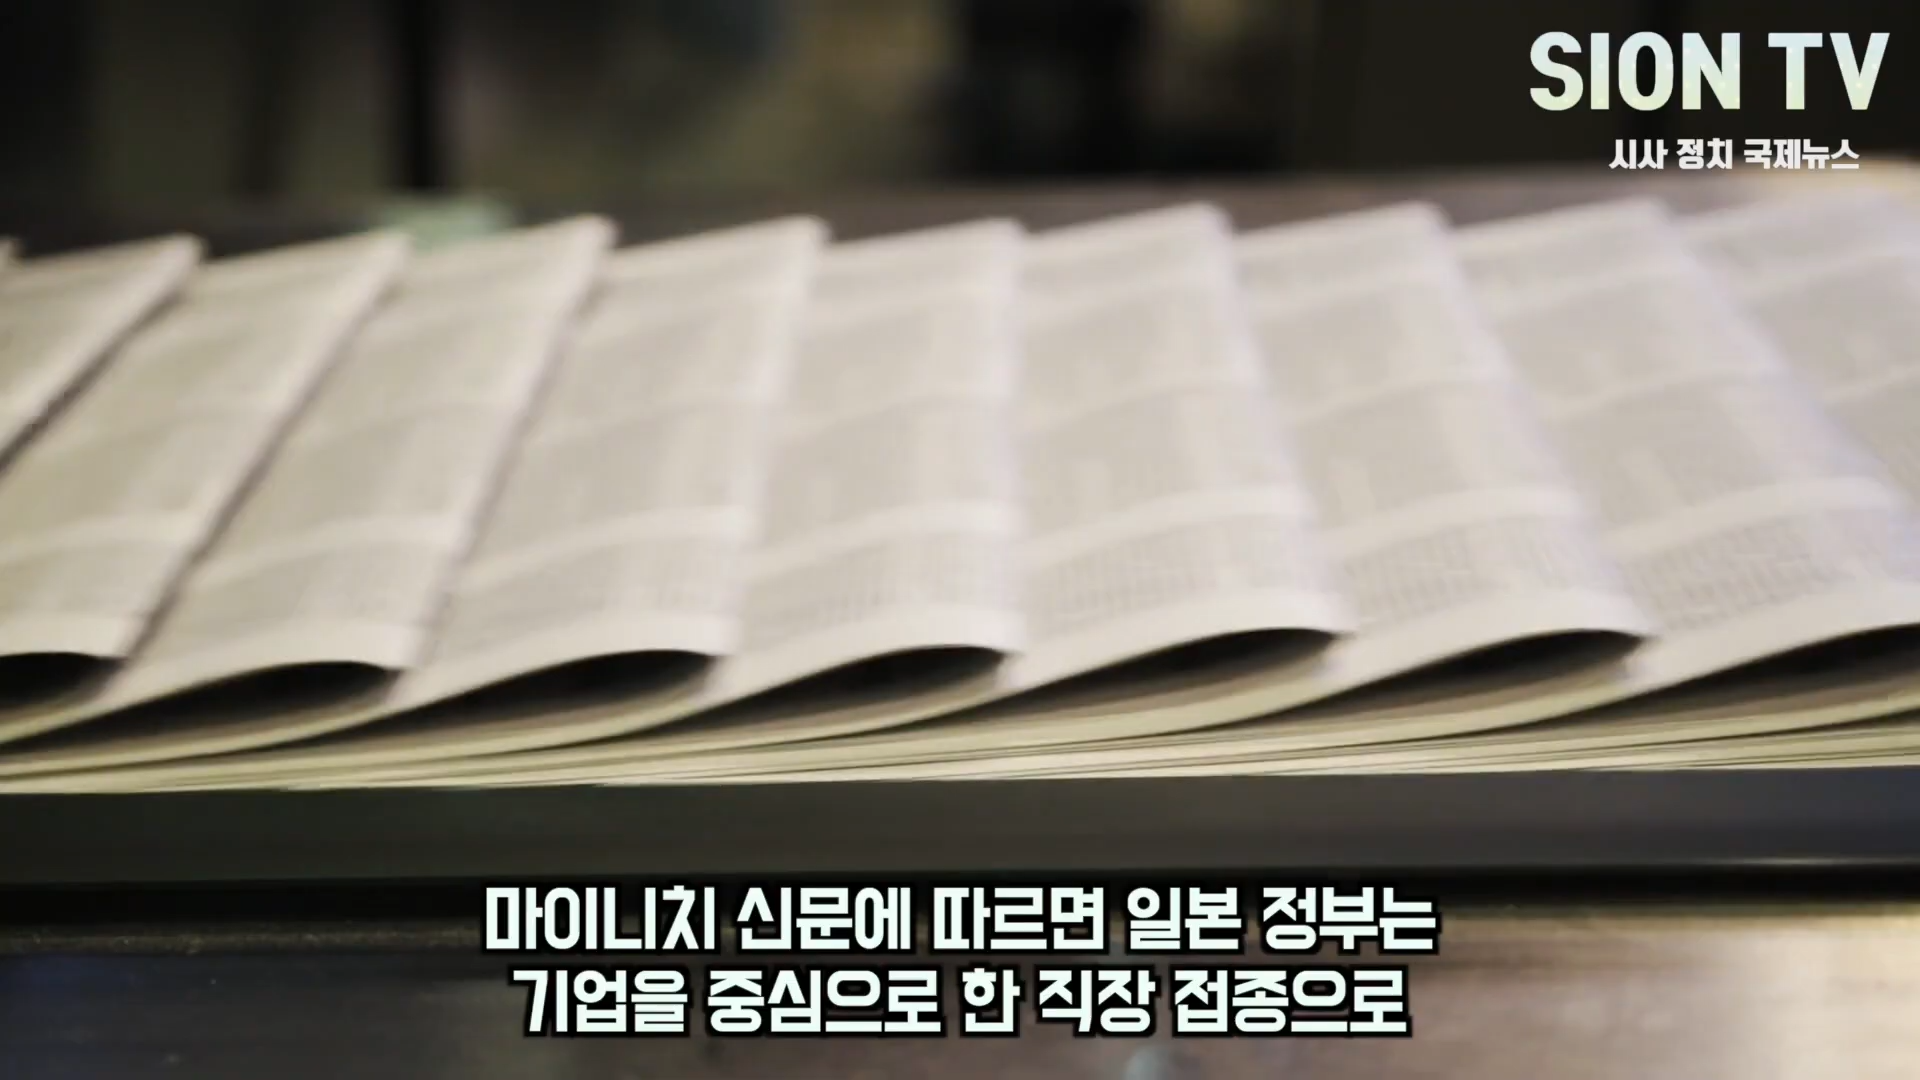 SION TV
시사 정치 국제뉴스
마이니치 신문에 따르면 일본 정부는
기업을 중심으로 한 직장 접종으로